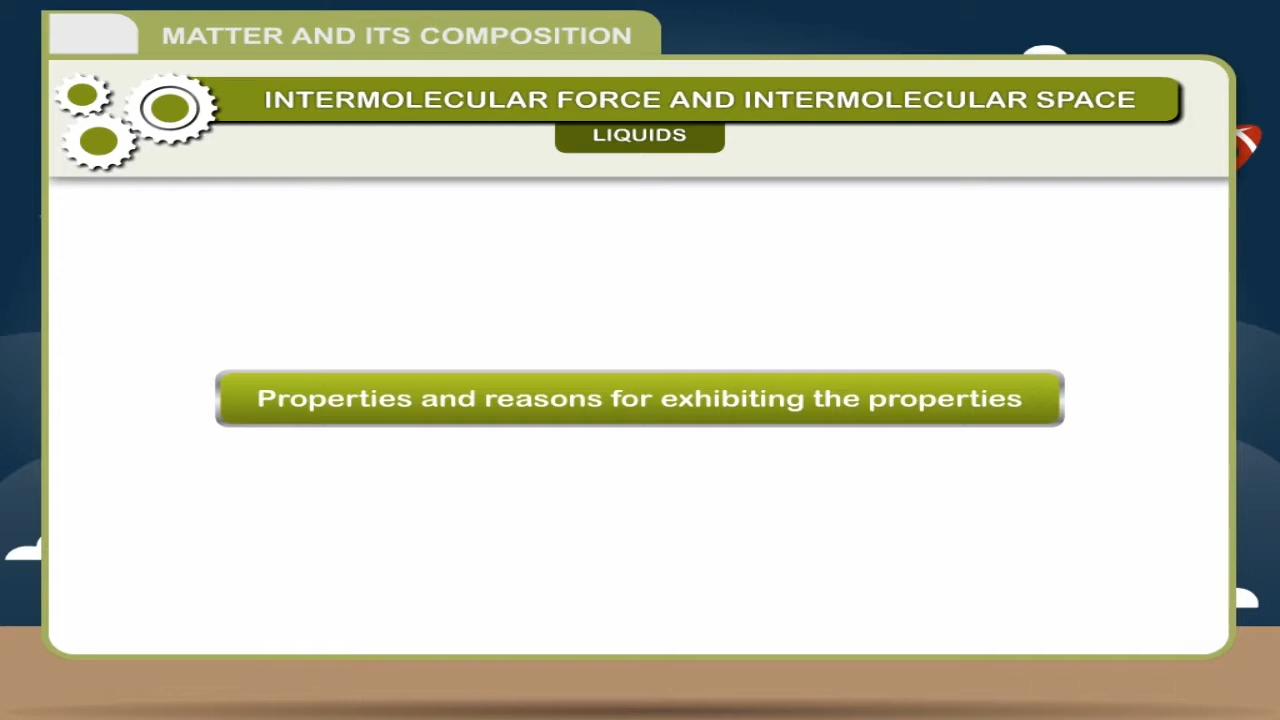 MATTER AND ITS COMPOSITION
INTERMOLECULAR FORCE AND INTERMOLECULAR SPACE
LIQUIDS
Properties and reasons for exhibiting the properties